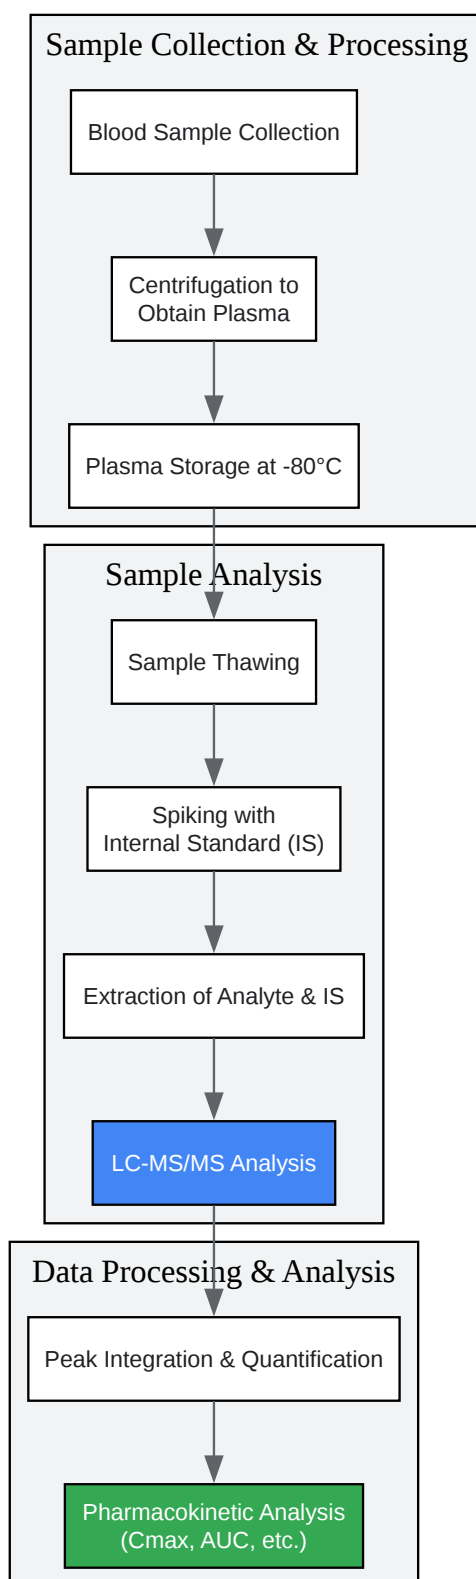 Sample Collection & Processing
Blood Sample Collection
Centrifugation to
Obtain Plasma
Plasma Storage at -80°C
Sample Analysis
Sample Thawing
Spiking with
Internal Standard (IS)
Extraction of Analyte & IS
LC-MS/MS Analysis
Data Processing & Analysis
Peak Integration & Quantification
Pharmacokinetic Analysis
(Cmax, AUC, etc.)